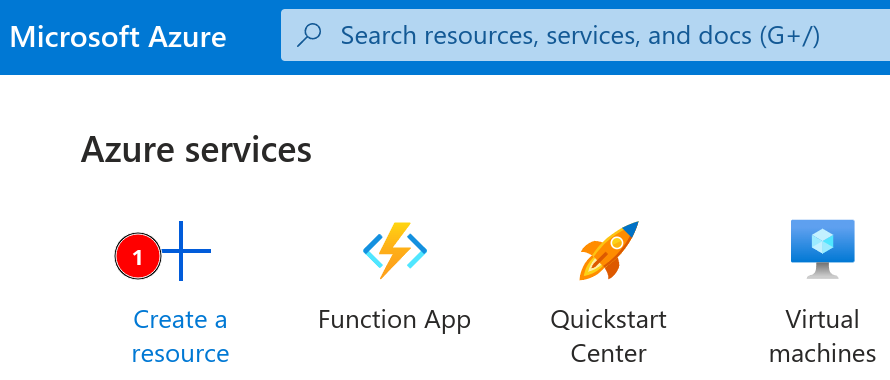 Microsoft Azure
Search resources, services, and docs (G+/)
Azure services
1
Create a
resource
Function App
Quickstart
Center
Virtual
machines